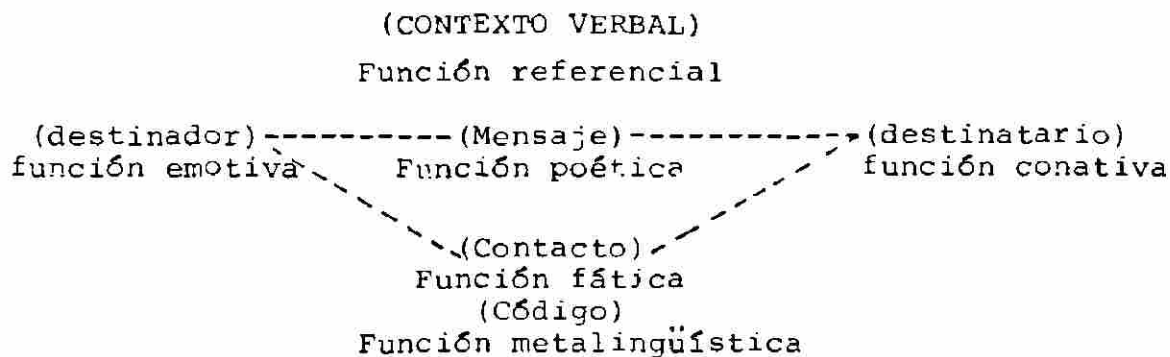 (CONTEXTO VERBAL)
Función referencial
(destinador)-----------(Mensaje)------------(destinatario)
función emotiva Función poética función conativa
(Contacto)
Función fática
(Código)
Función metalingüística